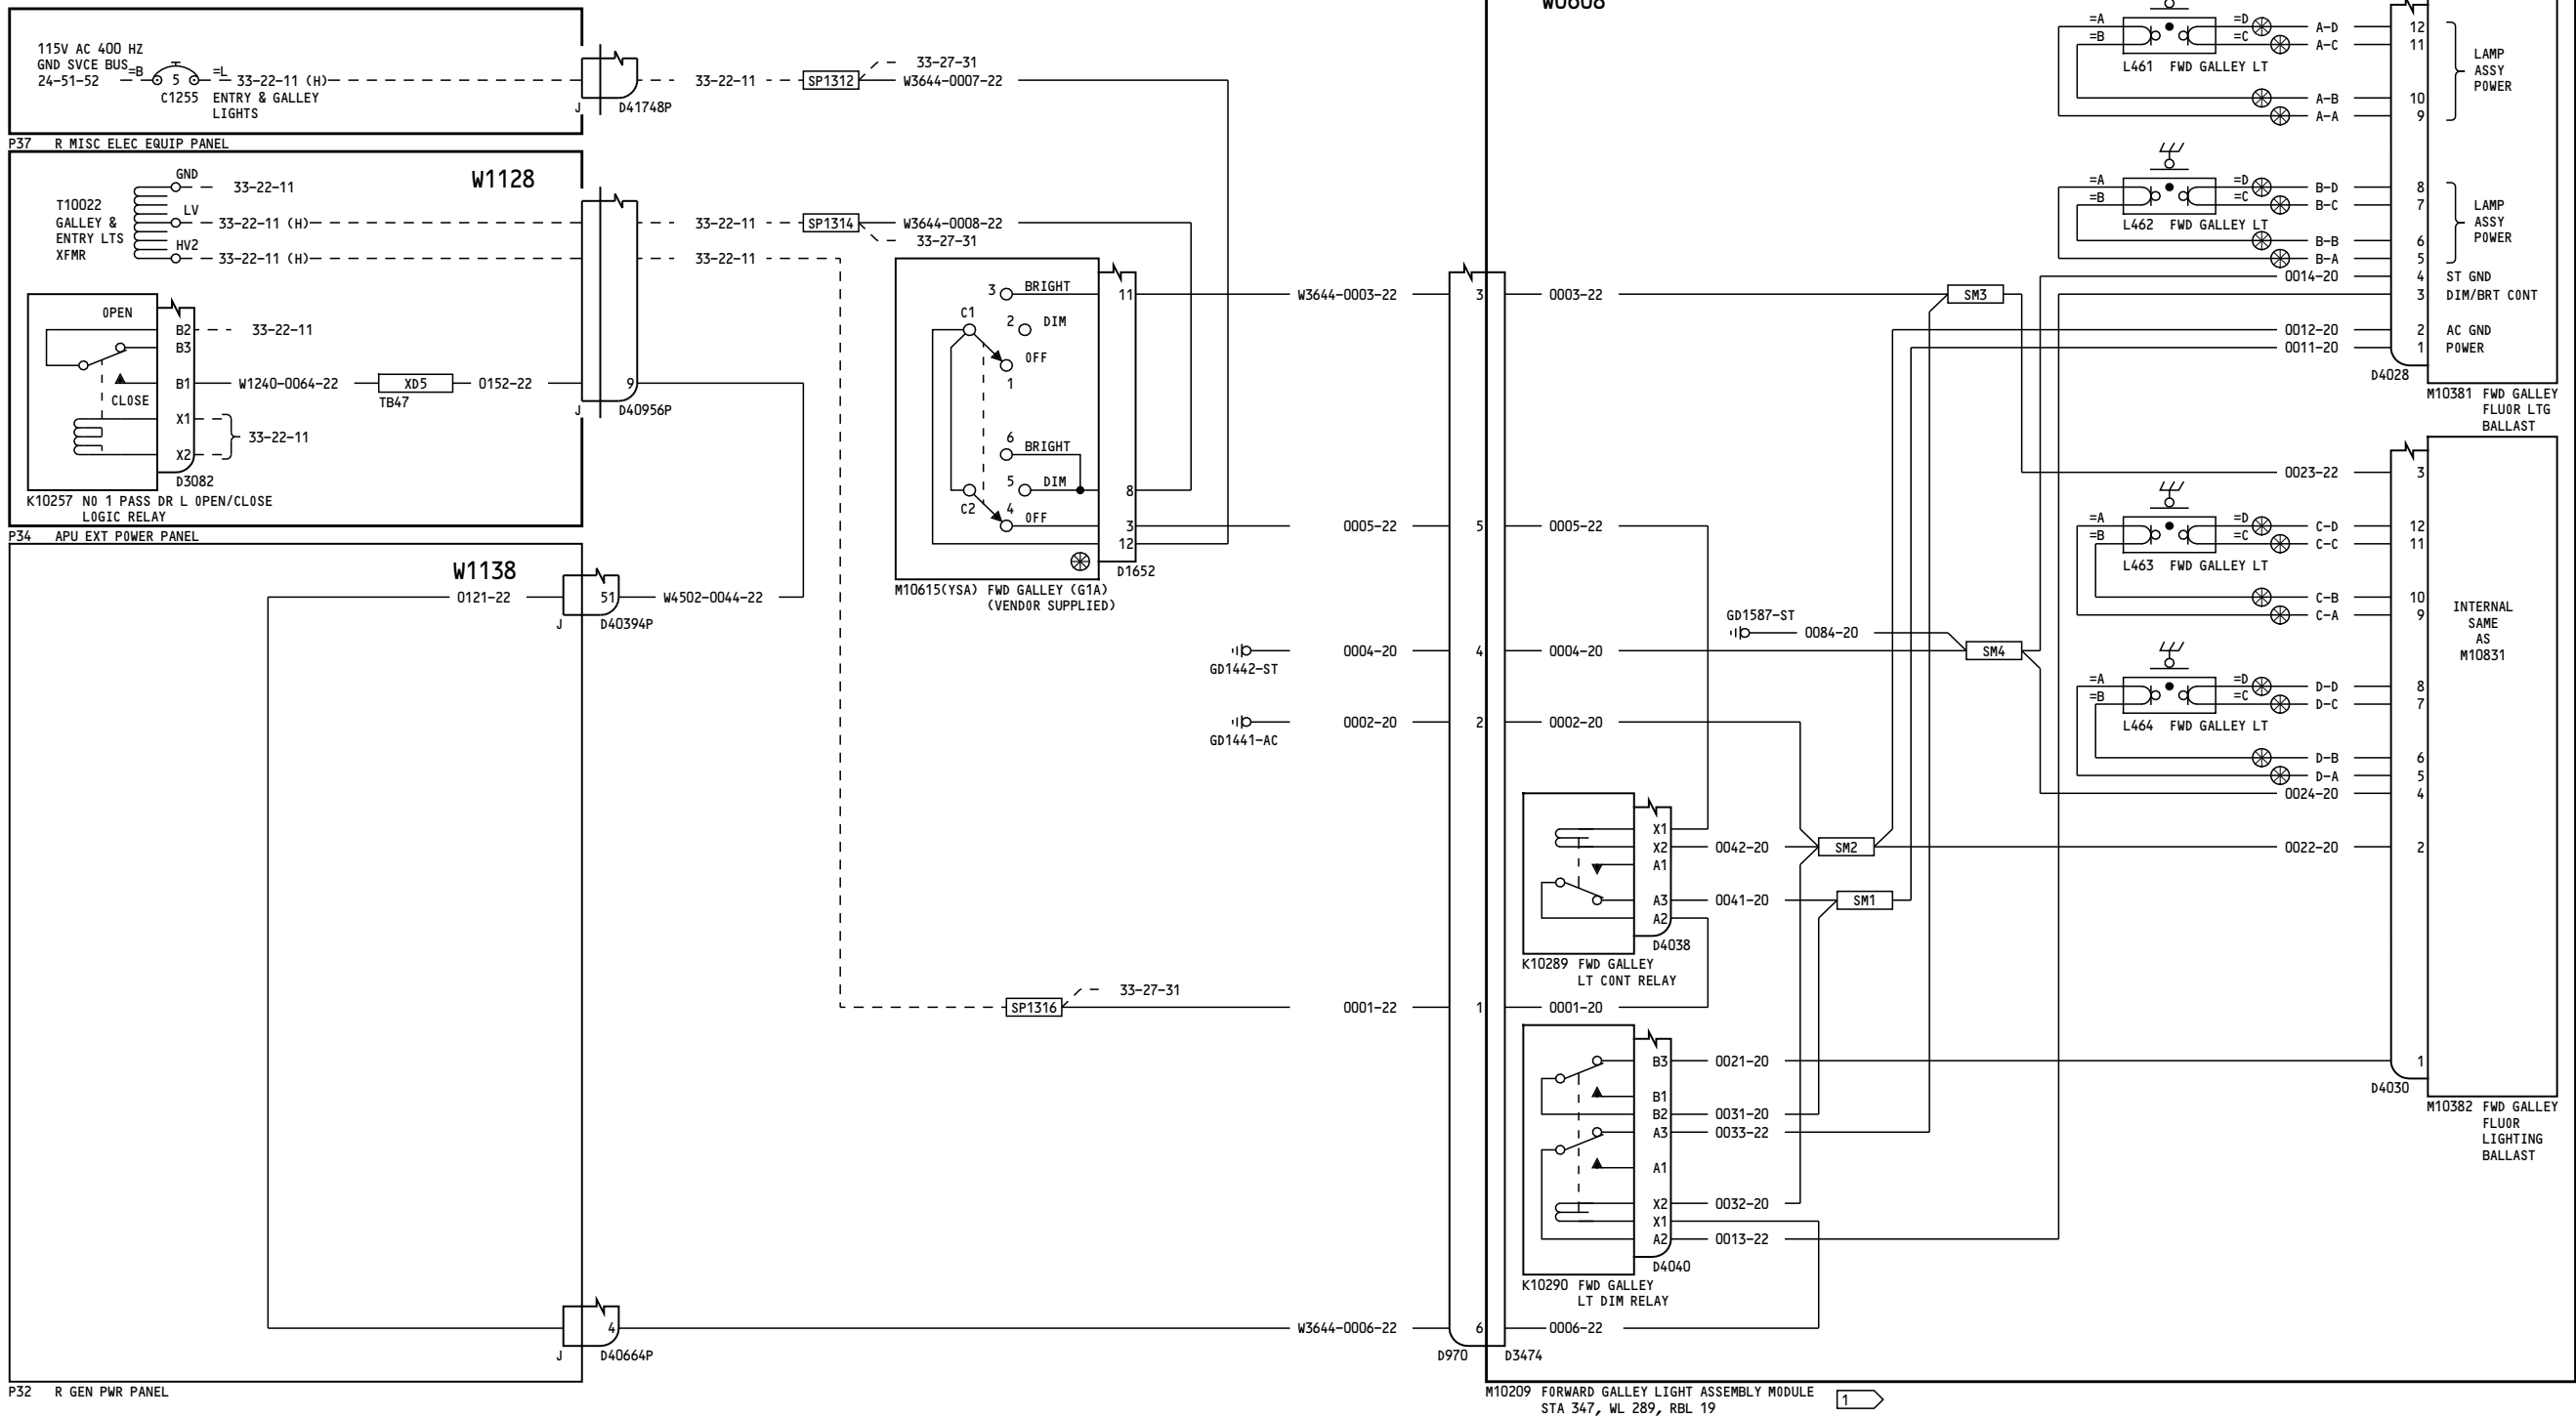 115V AC 400 HZ
GND SVCE BUS
24-51-52
=B
5
=L
33-22-11 (H)
C1255 ENTRY & GALLEY
LIGHTS
J
D41748P
33-22-11
SP1312
33-27-31
W3644-0007-22
P37 R MISC ELEC EQUIP PANEL
W1128
GND
33-22-11
T10022
GALLEY &
ENTRY LTS
XFMR
LV
33-22-11 (H)
HV2
33-22-11 (H)
33-22-11
SP1314
W3644-0008-22
33-27-31
33-22-11
OPEN
B2
33-22-11
B3
B1
W1240-0064-22
XD5
TB47
0152-22
9
CLOSE
X1
33-22-11
X2
D3082
J
D40956P
K10257 NO 1 PASS DR L OPEN/CLOSE
LOGIC RELAY
P34 APU EXT POWER PANEL
W1138
0121-22
51
W4502-0044-22
J
D40394P
J
4
D40664P
P32 R GEN PWR PANEL
3
BRIGHT
11
C1
2
DIM
OFF
1
6
BRIGHT
5
DIM
8
C2
4
OFF
3
12
D1652
M10615(YSA) FWD GALLEY (G1A)
(VENDOR SUPPLIED)
W3644-0003-22
3
0003-22
0005-22
5
0005-22
GD1442-ST
0004-20
4
0004-20
GD1441-AC
0002-20
2
0002-20
SP1316
33-27-31
0001-22
1
0001-20
W3644-0006-22
6
0006-22
D970
D3474
W0608
SM3
GD1587-ST
0084-20
SM4
X1
X2
0042-20
SM2
A1
A3
0041-20
SM1
A2
D4038
K10289 FWD GALLEY
LT CONT RELAY
B3
0021-20
B1
B2
0031-20
A3
0033-22
A1
X2
0032-20
X1
A2
0013-22
D4040
K10290 FWD GALLEY
LT DIM RELAY
M10209 FORWARD GALLEY LIGHT ASSEMBLY MODULE
STA 347, WL 289, RBL 19
1
=A
=B
=D
=C
A-D
A-C
12
11
L461 FWD GALLEY LT
A-B
A-A
10
9
LAMP
ASSY
POWER
=A
=B
=D
=C
B-D
B-C
8
7
L462 FWD GALLEY LT
B-B
B-A
6
5
LAMP
ASSY
POWER
0014-20
4
ST GND
3
DIM/BRT CONT
0012-20
2
AC GND
0011-20
1
POWER
D4028
M10381 FWD GALLEY
FLUOR LTG
BALLAST
0023-22
3
=A
=B
=D
=C
C-D
C-C
12
11
L463 FWD GALLEY LT
C-B
C-A
10
9
INTERNAL
SAME
AS
M10831
=A
=B
=D
=C
D-D
D-C
8
7
L464 FWD GALLEY LT
D-B
D-A
6
5
0024-20
4
0022-20
2
1
D4030
M10382 FWD GALLEY
FLUOR
LIGHTING
BALLAST